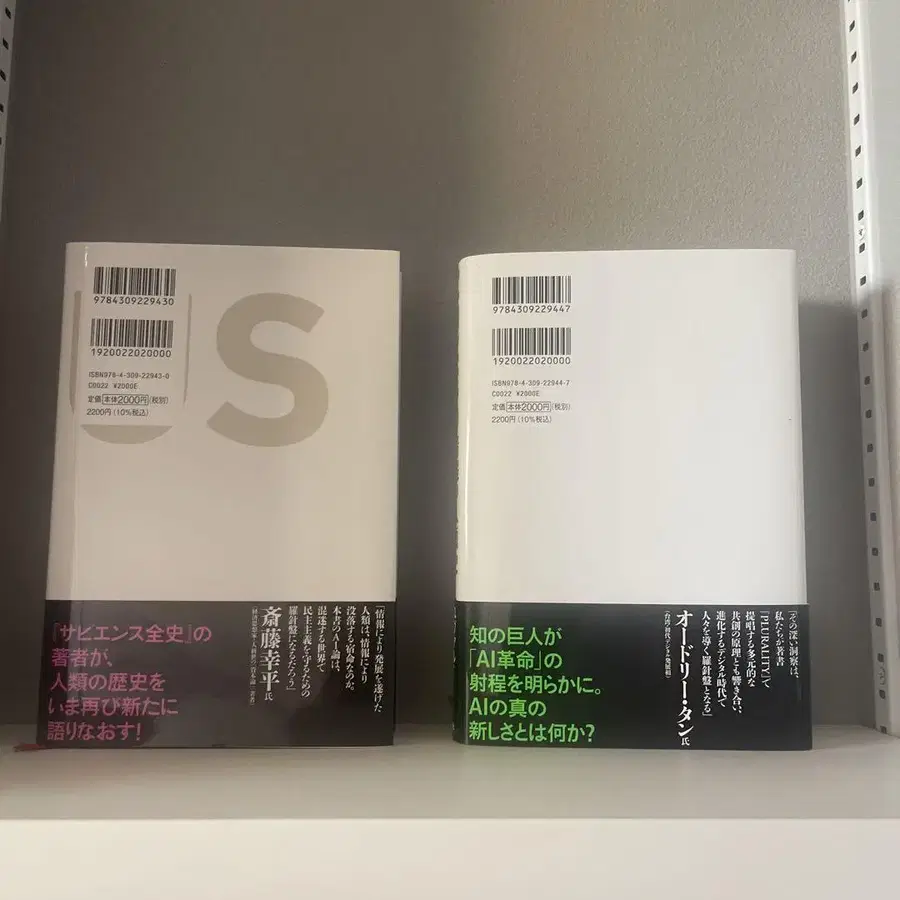 US
9784309229430
1920022020000
ISBN978-4-309-22943-0
C0022 ¥2000E
定価 本体2000円(税別)
2200円(10%税込)
『サピエンス全史』の
著者が、
人類の歴史を
いま再び新たに
語りなおす!
「情報により発展を遂げた
人類は、情報により
没落する宿命なのか。
本書のAI論は、
混迷する世界で
民主主義を守るための
羅針盤になるだろう」
斎藤幸平氏
9784309229447
1920022020000
ISBN978-4-309-22944-7
C0022 ¥2000E
定価 本体2000円(税別)
2200円(10%税込)
知の巨人が
「AI革命」の
射程を明らかに。
AIの真の
新しさとは何か?
「その深い洞察は、
私たちが著書
『PLURALITY』で
提唱する多元的な
共創の原理とも響き合い、
進化するデジタル時代で
人々を導く羅針盤となる」
オードリー・タン氏